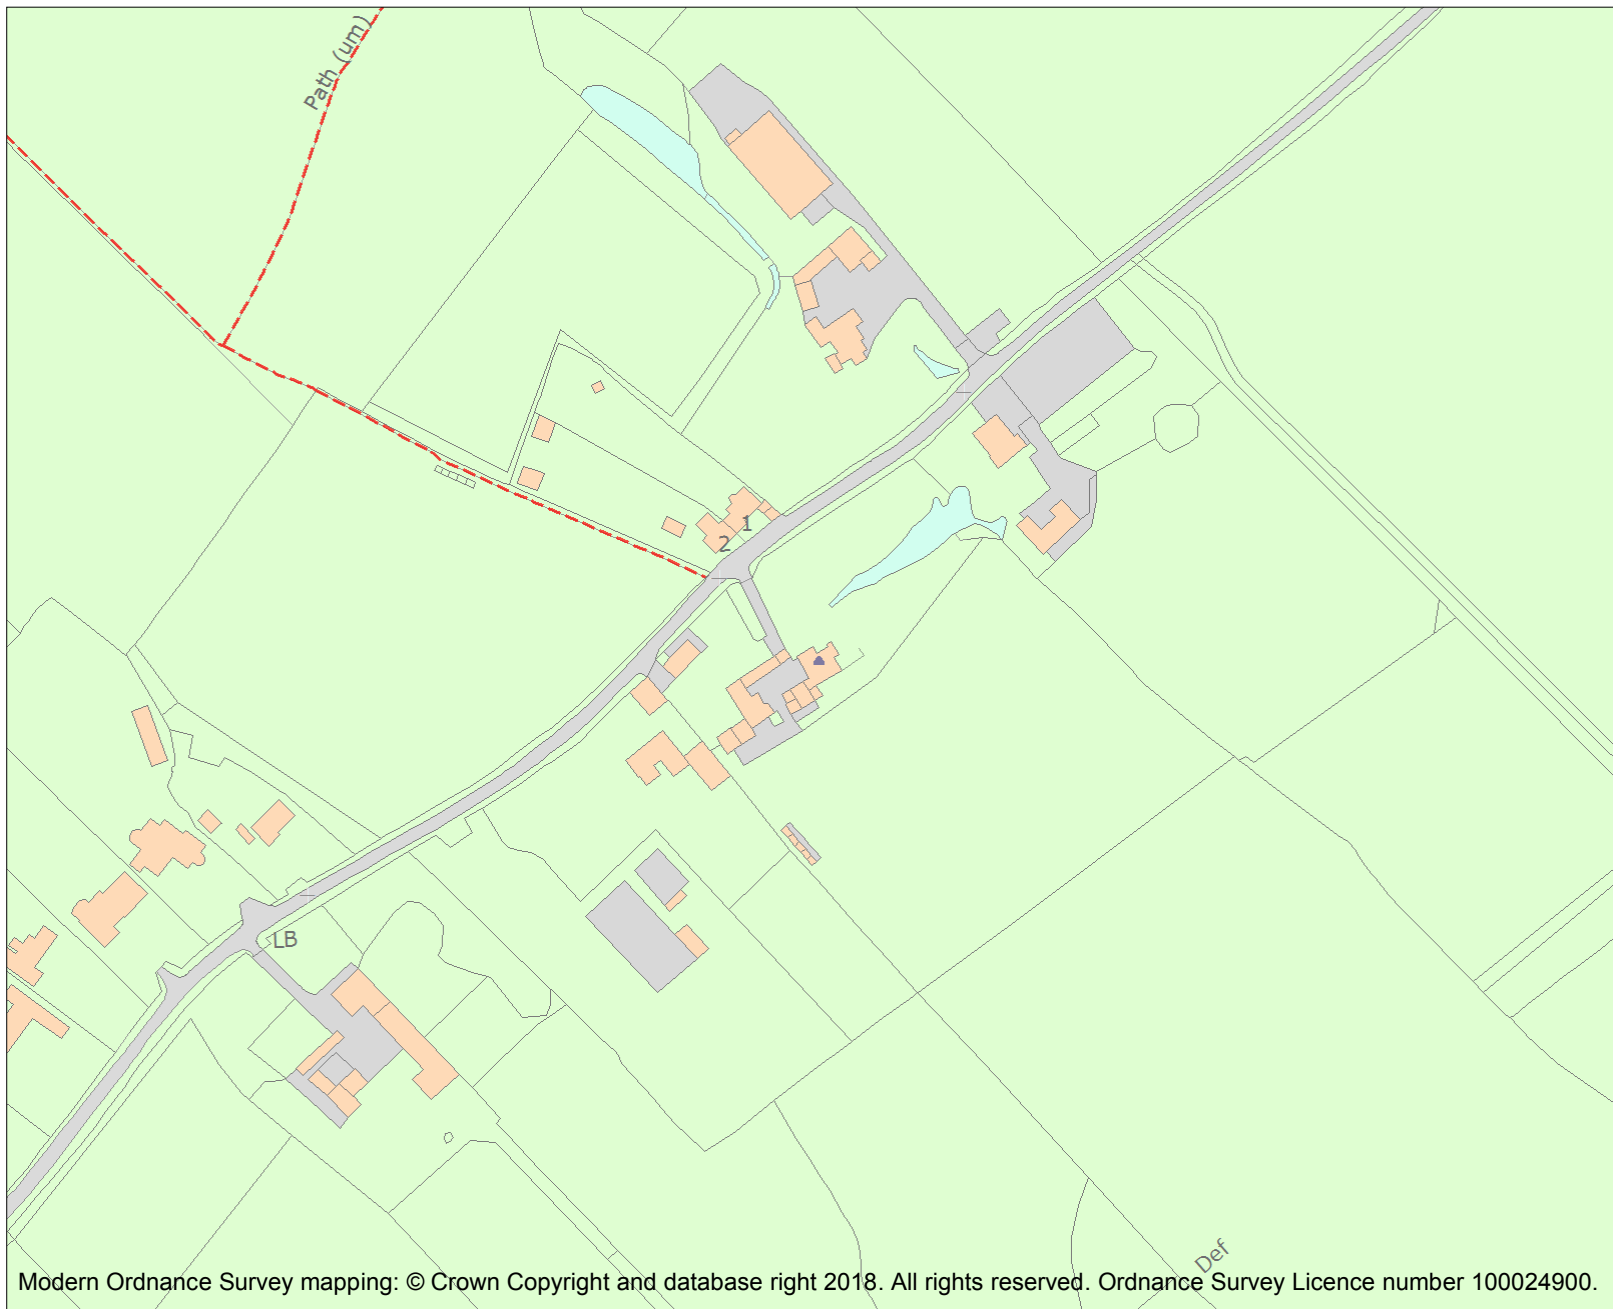 Path (um)
1
2
LB
Def
Modern Ordnance Survey mapping: © Crown Copyright and database right 2018. All rights reserved. Ordnance Survey Licence number 100024900.